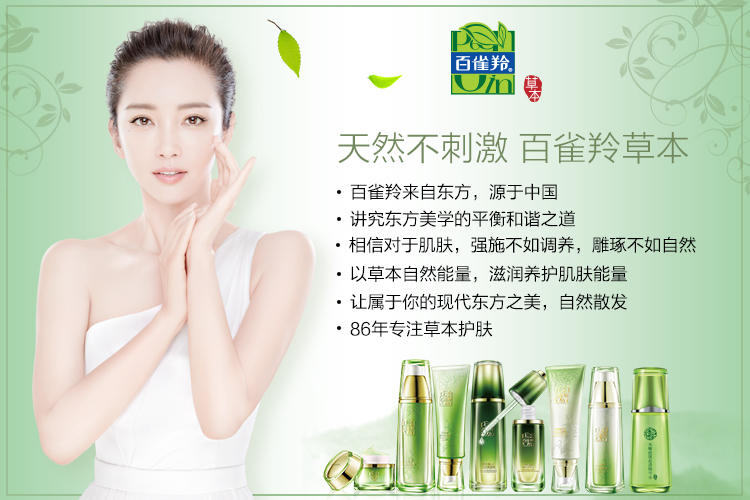 Pechoin
百雀羚®
草本
天然不刺激 百雀羚草本
• 百雀羚来自东方，源于中国
• 讲究东方美学的平衡和谐之道
• 相信对于肌肤，强施不如调养，雕琢不如自然
• 以草本自然能量，滋润养护肌肤能量
• 让属于你的现代东方之美，自然散发
• 86年专注草本护肤